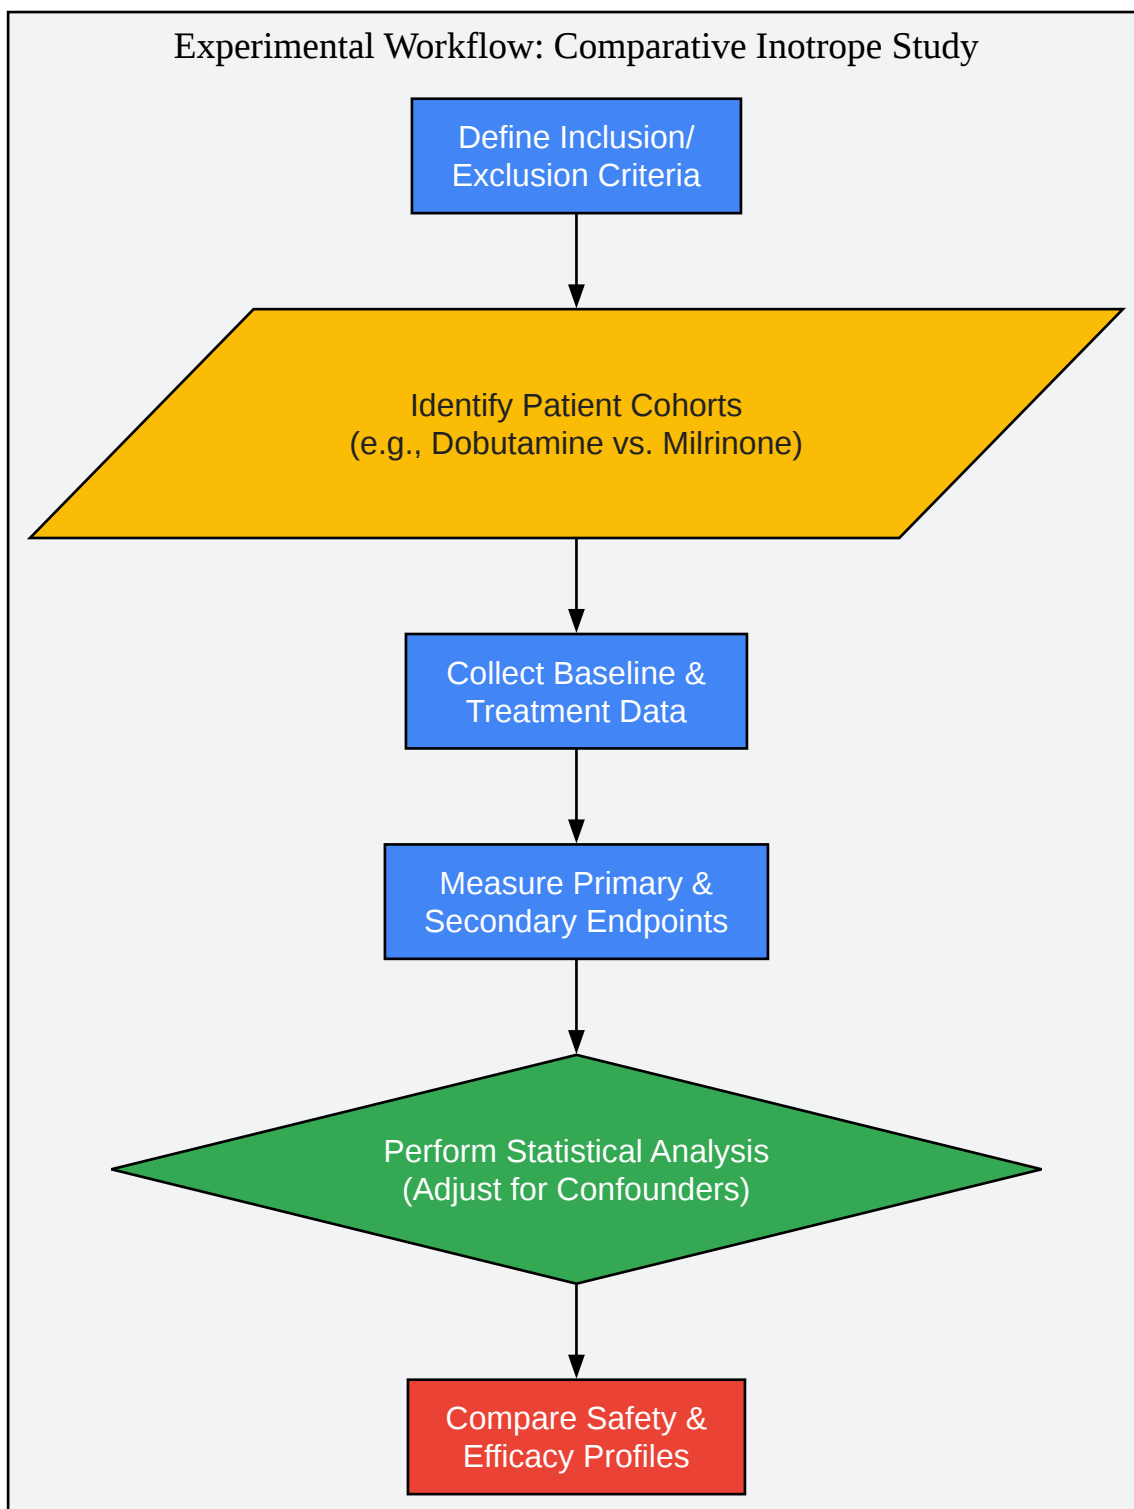 Experimental Workflow: Comparative Inotrope Study
Define Inclusion/
Exclusion Criteria
Identify Patient Cohorts
(e.g., Dobutamine vs. Milrinone)
Collect Baseline &
Treatment Data
Measure Primary &
Secondary Endpoints
Perform Statistical Analysis
(Adjust for Confounders)
Compare Safety &
Efficacy Profiles